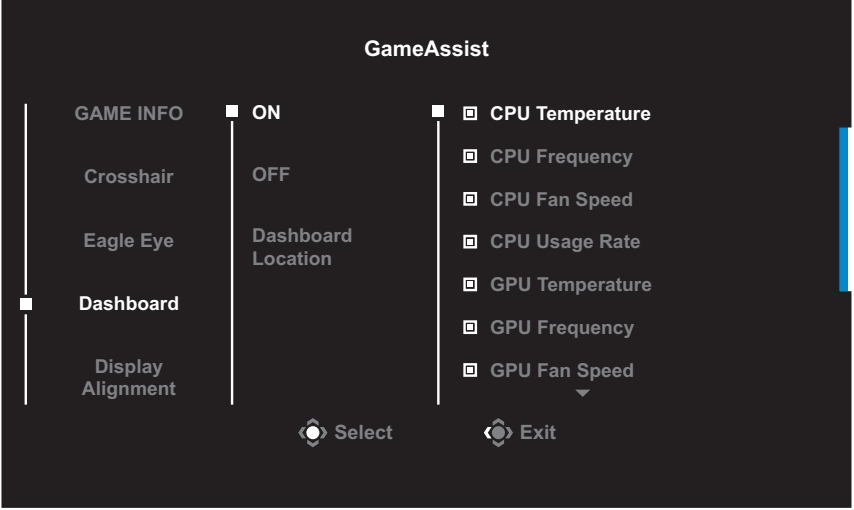 GameAssist
GAME INFO
Crosshair
Eagle Eye
Dashboard
Display
Alignment
ON
OFF
Dashboard
Location
CPU Temperature
CPU Frequency
CPU Fan Speed
CPU Usage Rate
GPU Temperature
GPU Frequency
GPU Fan Speed
Select
Exit